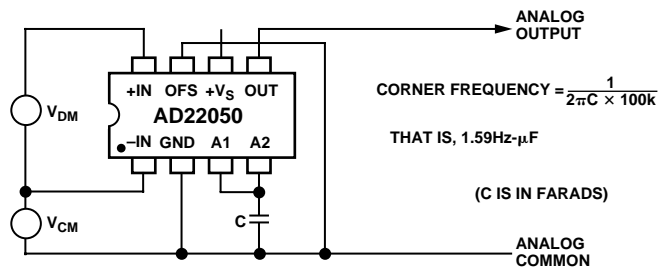 ANALOG
OUTPUT
+IN OFS +VS OUT
AD22050
–IN GND A1 A2
VDM
VCM
C
CORNER FREQUENCY = 1
2πC × 100k
THAT IS, 1.59Hz-μF
(C IS IN FARADS)
ANALOG
COMMON